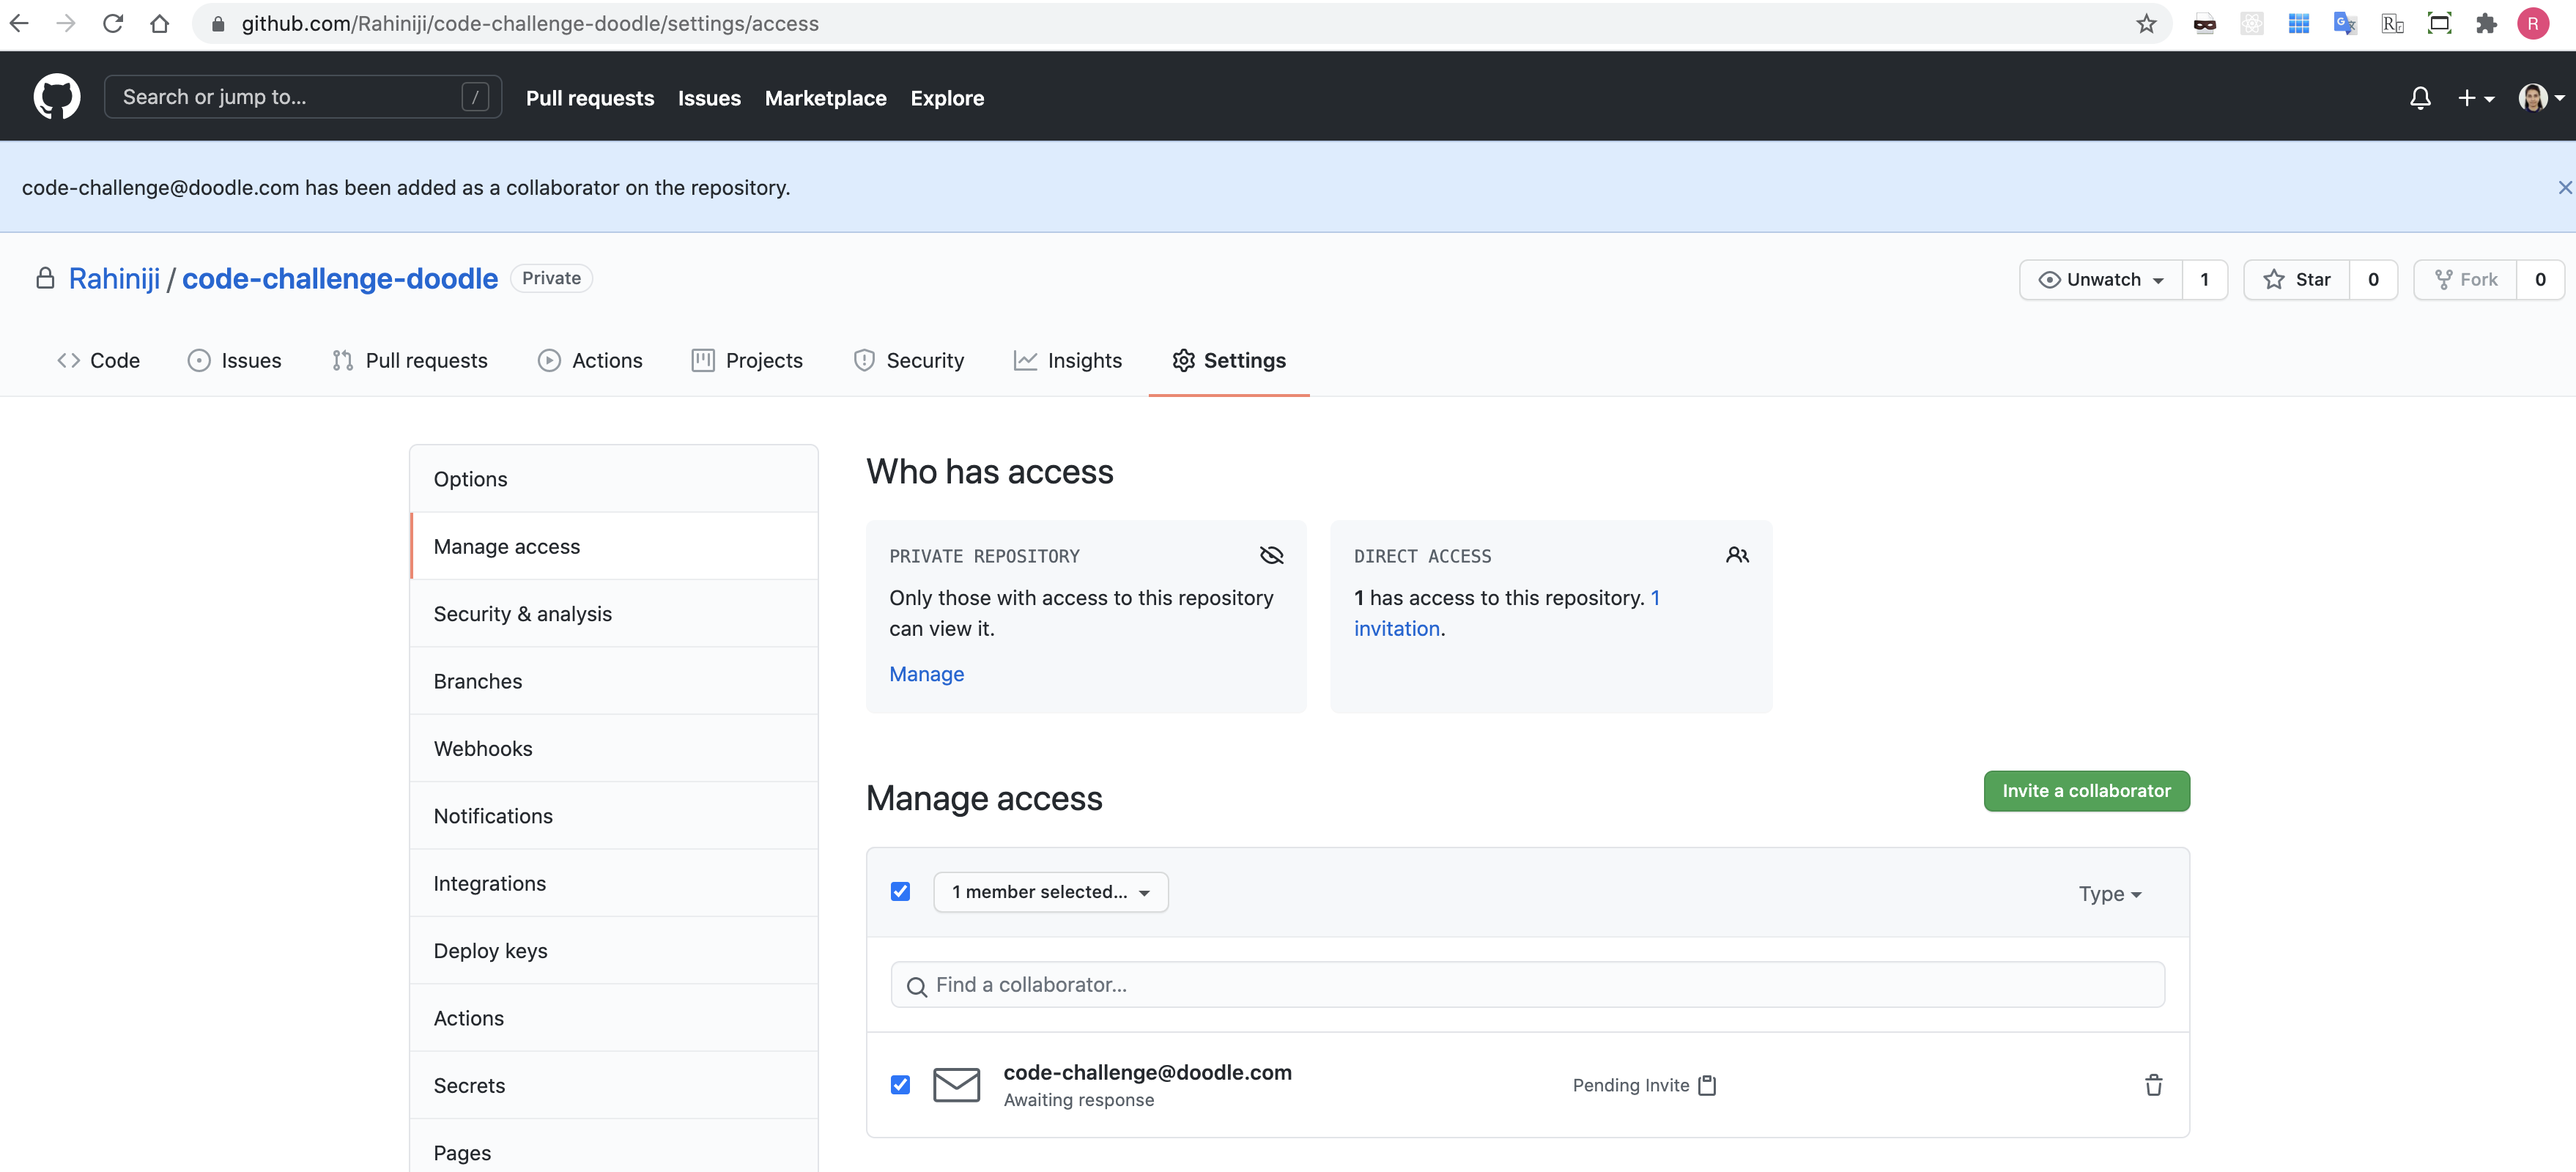 github.com/Rahiniji/code-challenge-doodle/settings/access
R
Search or jump to... /
Pull requests Issues Marketplace Explore
code-challenge@doodle.com has been added as a collaborator on the repository.
Rahiniji / code-challenge-doodle Private
Unwatch 1 Star 0 Fork 0
Code Issues Pull requests Actions Projects Security Insights Settings
Options
Manage access
Security & analysis
Branches
Webhooks
Notifications
Integrations
Deploy keys
Actions
Secrets
Pages
Who has access
PRIVATE REPOSITORY
Only those with access to this repository
can view it.
Manage
DIRECT ACCESS
1 has access to this repository. 1
invitation.
Manage access
Invite a collaborator
1 member selected...
Type
Find a collaborator...
code-challenge@doodle.com
Awaiting response
Pending Invite